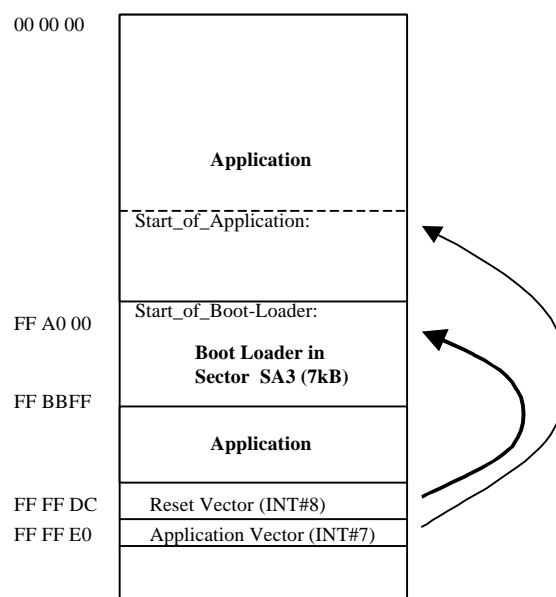 00 00 00
Application
Start_of_Application:
Start_of_Boot-Loader:
FF A0 00
Boot Loader in
Sector SA3 (7kB)
FF BBFF
Application
FF FF DC Reset Vector (INT#8)
FF FF E0 Application Vector (INT#7)